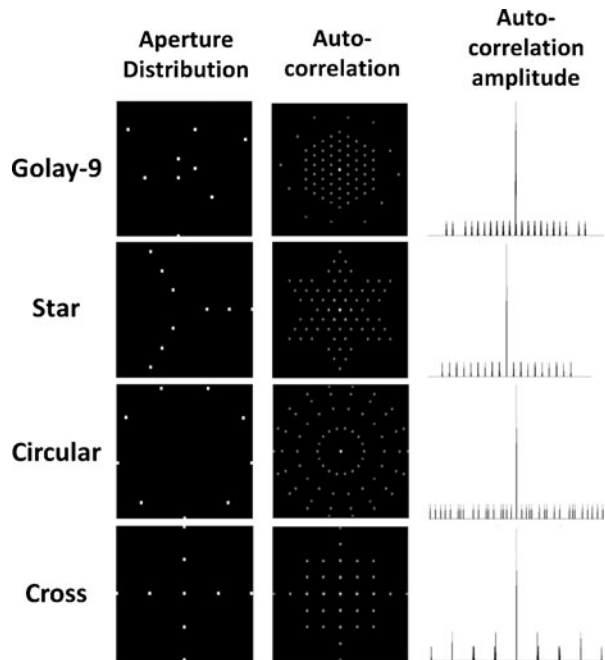 Aperture
Distribution
Auto-
correlation
Auto-
correlation
amplitude
Golay-9
Star
Circular
Cross